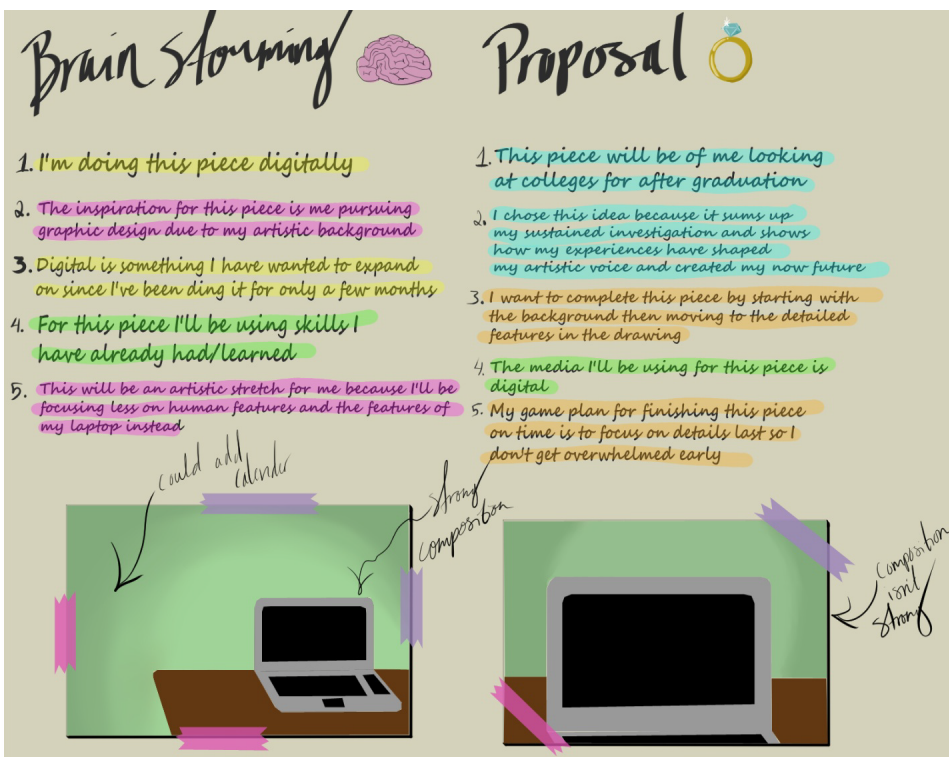 Brain Storming
1. I'm doing this piece digitally
2. The inspiration for this piece is me pursuing
graphic design due to my artistic background
3. Digital is something I have wanted to expand
on since I've been ding it for only a few months
4. For this piece I'll be using skills I
have already had/learned
5. This will be an artistic stretch for me because I'll be
focusing less on human features and the features of
my laptop instead
Proposal
1. This piece will be of me looking
at colleges for after graduation
2. I chose this idea because it sums up
my sustained investigation and shows
how my experiences have shaped
my artistic voice and created my now future
3. I want to complete this piece by starting with
the background then moving to the detailed
features in the drawing
4. The media I'll be using for this piece is
digital
5. My game plan for finishing this piece
on time is to focus on details last so I
don't get overwhelmed early
could add
calender
strong
composition
composition
isn't
strong